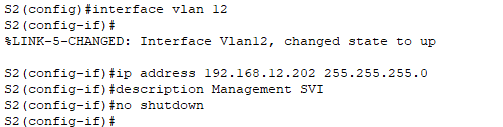 S2(config)#interface vlan 12
S2(config-if)#
%LINK-5-CHANGED: Interface Vlan12, changed state to up
S2(config-if)#ip address 192.168.12.202 255.255.255.0
S2(config-if)#description Management SVI
S2(config-if)#no shutdown
S2(config-if)#